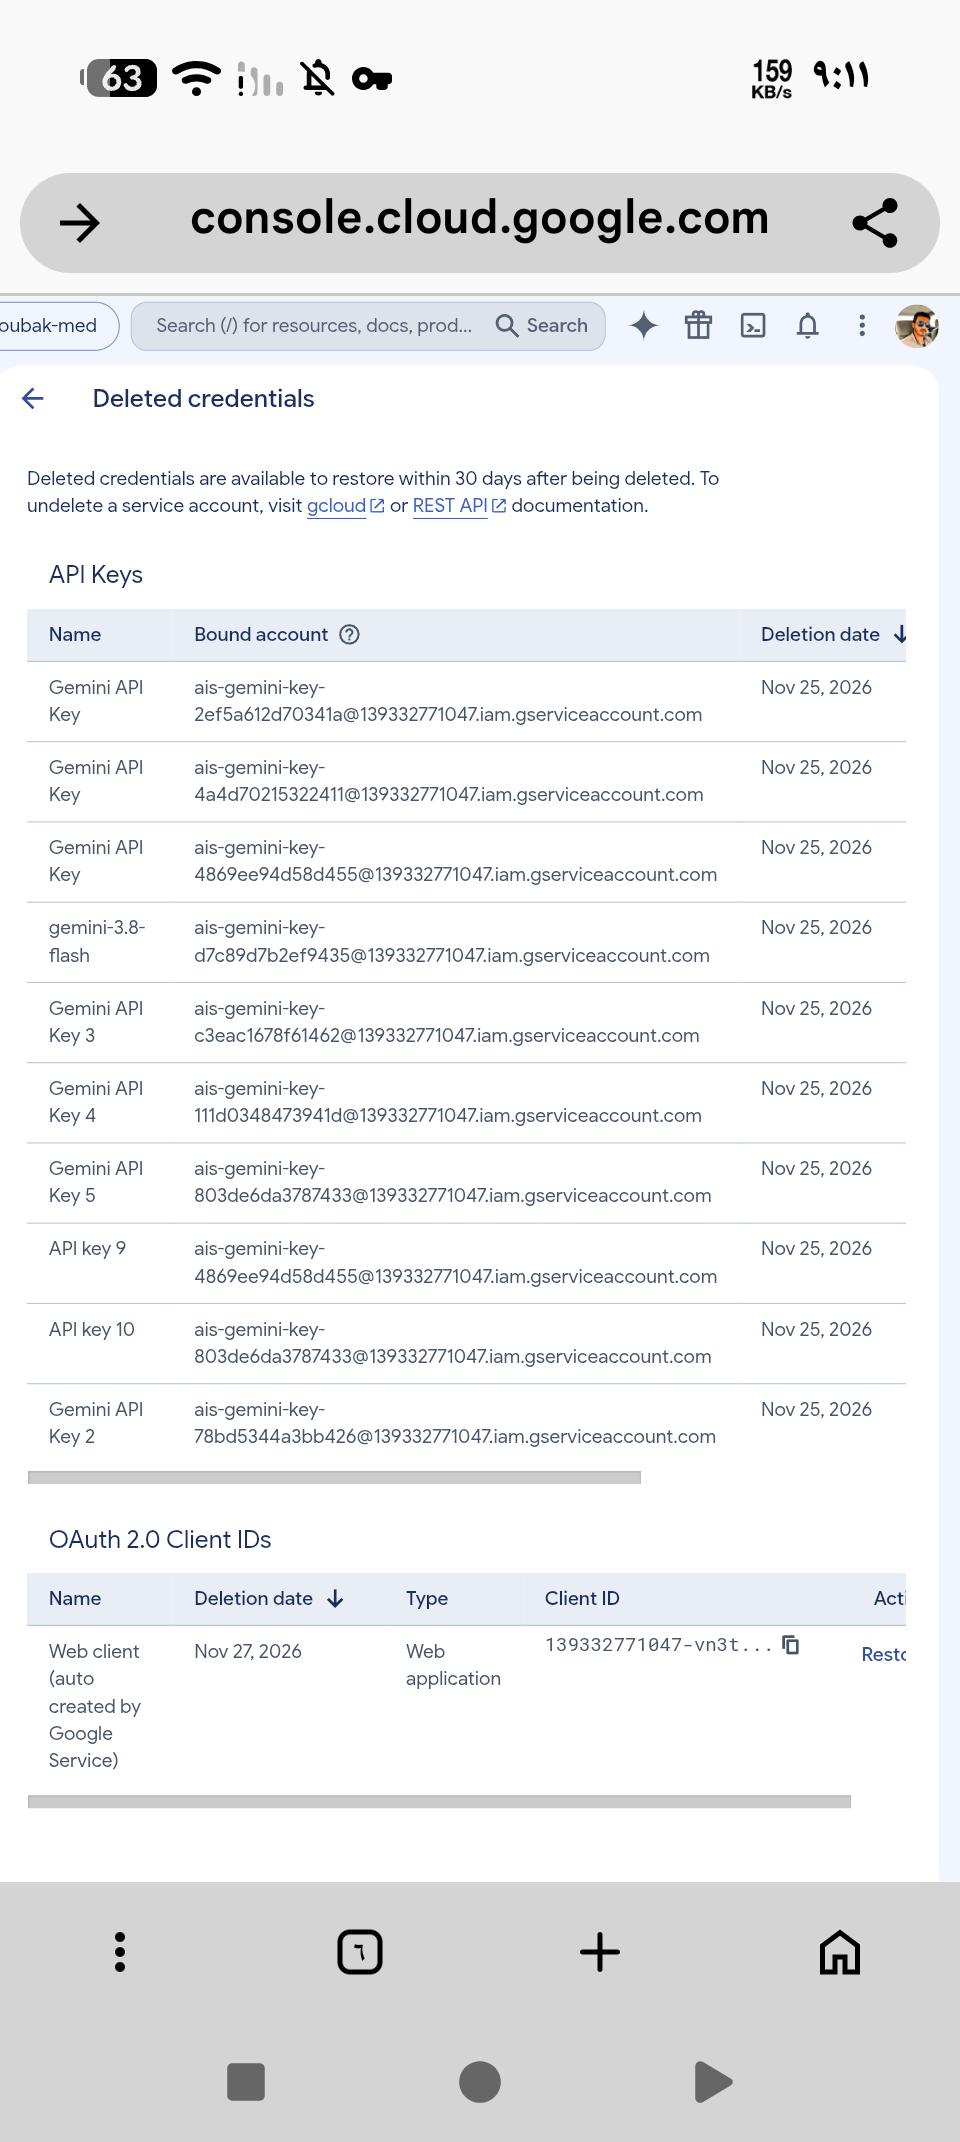 63
159
KB/s
٩:١١
console.cloud.google.com
oubak-med
Search (/) for resources, docs, prod...
Search
Deleted credentials
Deleted credentials are available to restore within 30 days after being deleted. To
undelete a service account, visit gcloud or REST API documentation.
API Keys
Name Bound account Deletion date
Gemini API ais-gemini-key- Nov 25, 2026
Key 2ef5a612d70341a@139332771047.iam.gserviceaccount.com
Gemini API ais-gemini-key- Nov 25, 2026
Key 4a4d70215322411@139332771047.iam.gserviceaccount.com
Gemini API ais-gemini-key- Nov 25, 2026
Key 4869ee94d58d455@139332771047.iam.gserviceaccount.com
gemini-3.8- ais-gemini-key- Nov 25, 2026
flash d7c89d7b2ef9435@139332771047.iam.gserviceaccount.com
Gemini API ais-gemini-key- Nov 25, 2026
Key 3 c3eac1678f61462@139332771047.iam.gserviceaccount.com
Gemini API ais-gemini-key- Nov 25, 2026
Key 4 111d0348473941d@139332771047.iam.gserviceaccount.com
Gemini API ais-gemini-key- Nov 25, 2026
Key 5 803de6da3787433@139332771047.iam.gserviceaccount.com
API key 9 ais-gemini-key- Nov 25, 2026
4869ee94d58d455@139332771047.iam.gserviceaccount.com
API key 10 ais-gemini-key- Nov 25, 2026
803de6da3787433@139332771047.iam.gserviceaccount.com
Gemini API ais-gemini-key- Nov 25, 2026
Key 2 78bd5344a3bb426@139332771047.iam.gserviceaccount.com
OAuth 2.0 Client IDs
Name Deletion date Type Client ID Acti
Web client Nov 27, 2026 Web 139332771047-vn3t... Resto
(auto application
created by
Google
Service)
٦